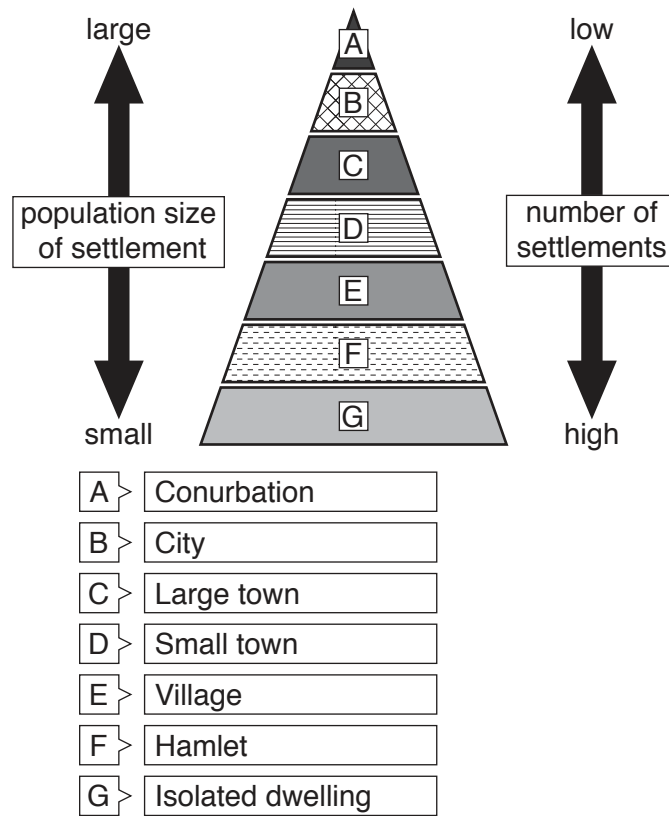 large
low
A
B
C
population size
of settlement
number of
settlements
D
E
F
G
small
high
A Conurbation
B City
C Large town
D Small town
E Village
F Hamlet
G Isolated dwelling